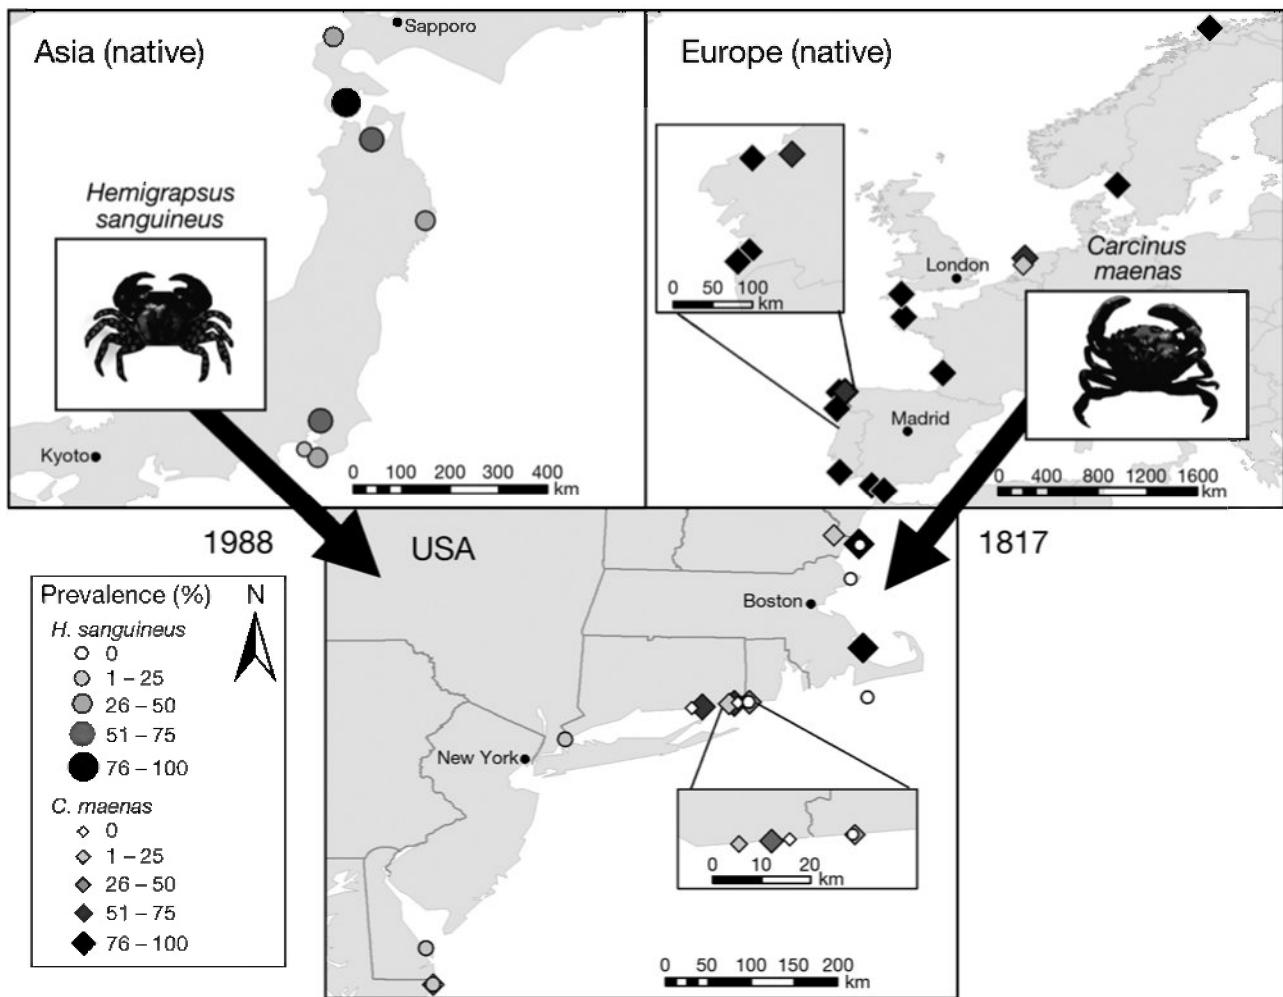 Asia (native)
Sapporo
Hemigrapsus
sanguineus
Kyoto
0 100 200 300 400
km
Europe (native)
0 50 100
km
London
Carcinus
maenas
Madrid
0 400 800 1200 1600
km
1988
USA
1817
Boston
New York
0 10 20
km
0 50 100 150 200
km
Prevalence (%)
N
H. sanguineus
0
1 – 25
26 – 50
51 – 75
76 – 100
C. maenas
0
1 – 25
26 – 50
51 – 75
76 – 100